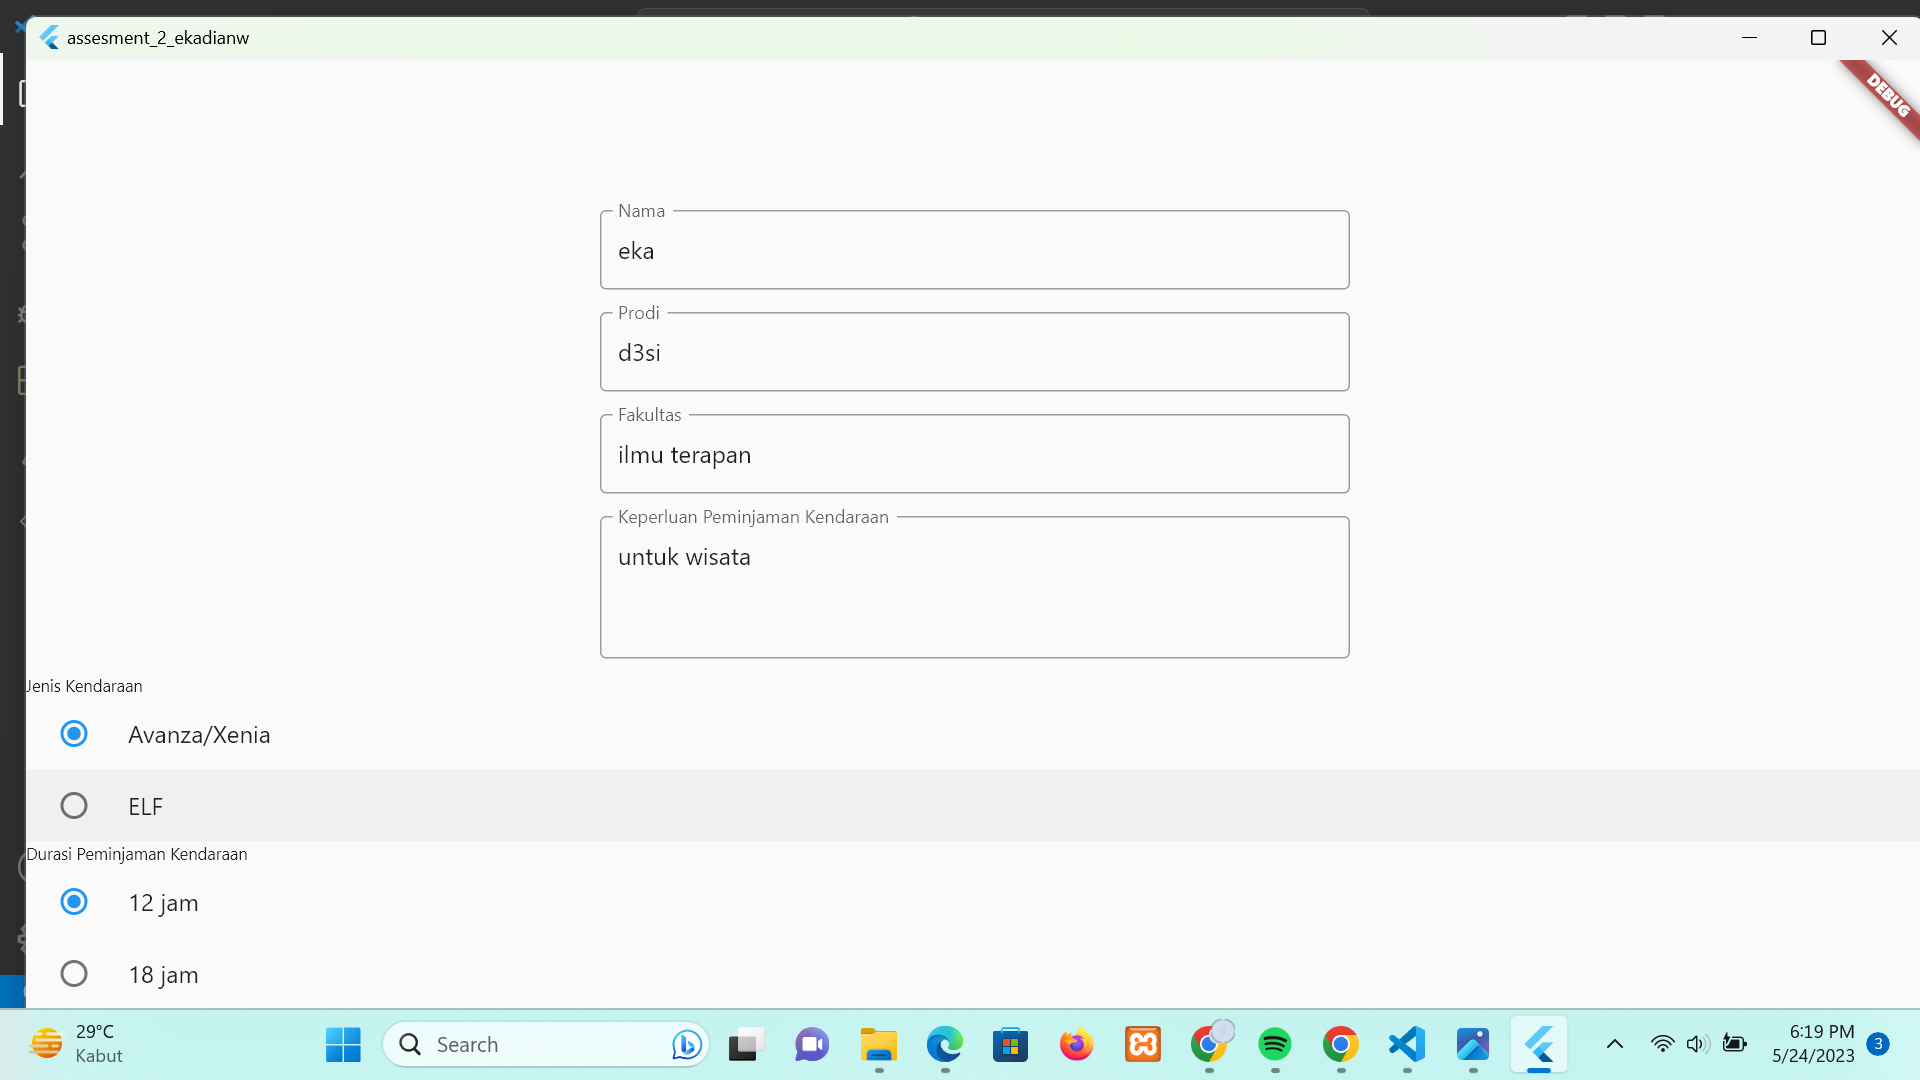 assesment_2_ekadianw
DEBUG
Nama
eka
Prodi
d3si
Fakultas
ilmu terapan
Keperluan Peminjaman Kendaraan
untuk wisata
Jenis Kendaraan
Avanza/Xenia
ELF
Durasi Peminjaman Kendaraan
12 jam
18 jam
29°C
Kabut
Search
6:19 PM
5/24/2023
3